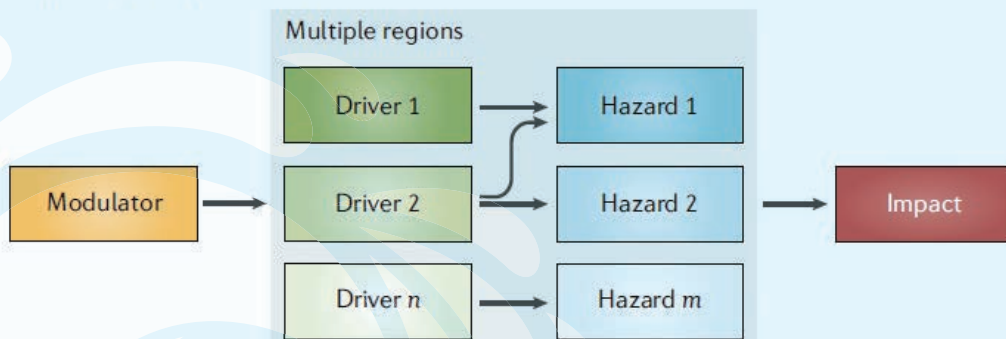 Multiple regions
Driver 1
Hazard 1
Modulator
Driver 2
Hazard 2
Impact
Driver n
Hazard m